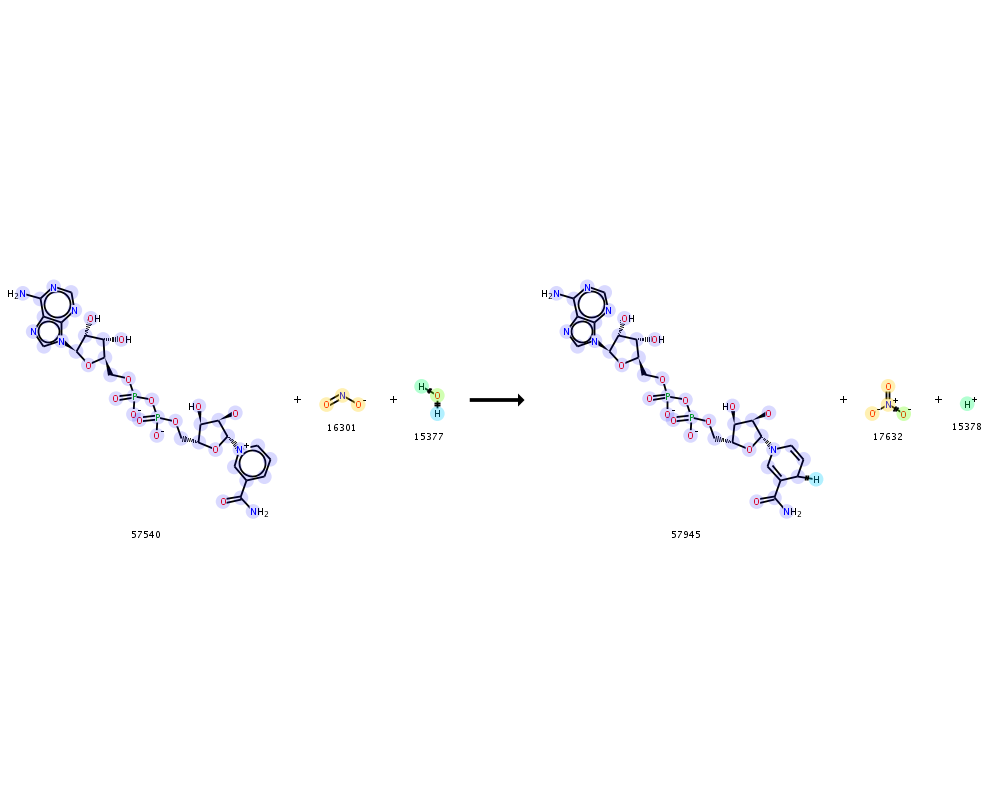 H₂N N N N N N OH OH O O O P O O⁻ O P O O⁻ HO O O N⁺ O NH₂
57540
+
O N O⁻
16301
+
H O H
15377
H₂N N N N N N OH OH O O O P O O⁻ O P O O⁻ HO O O N H O NH₂
57945
+
O O⁻ N⁺ O⁻
17632
+
H⁺
15378